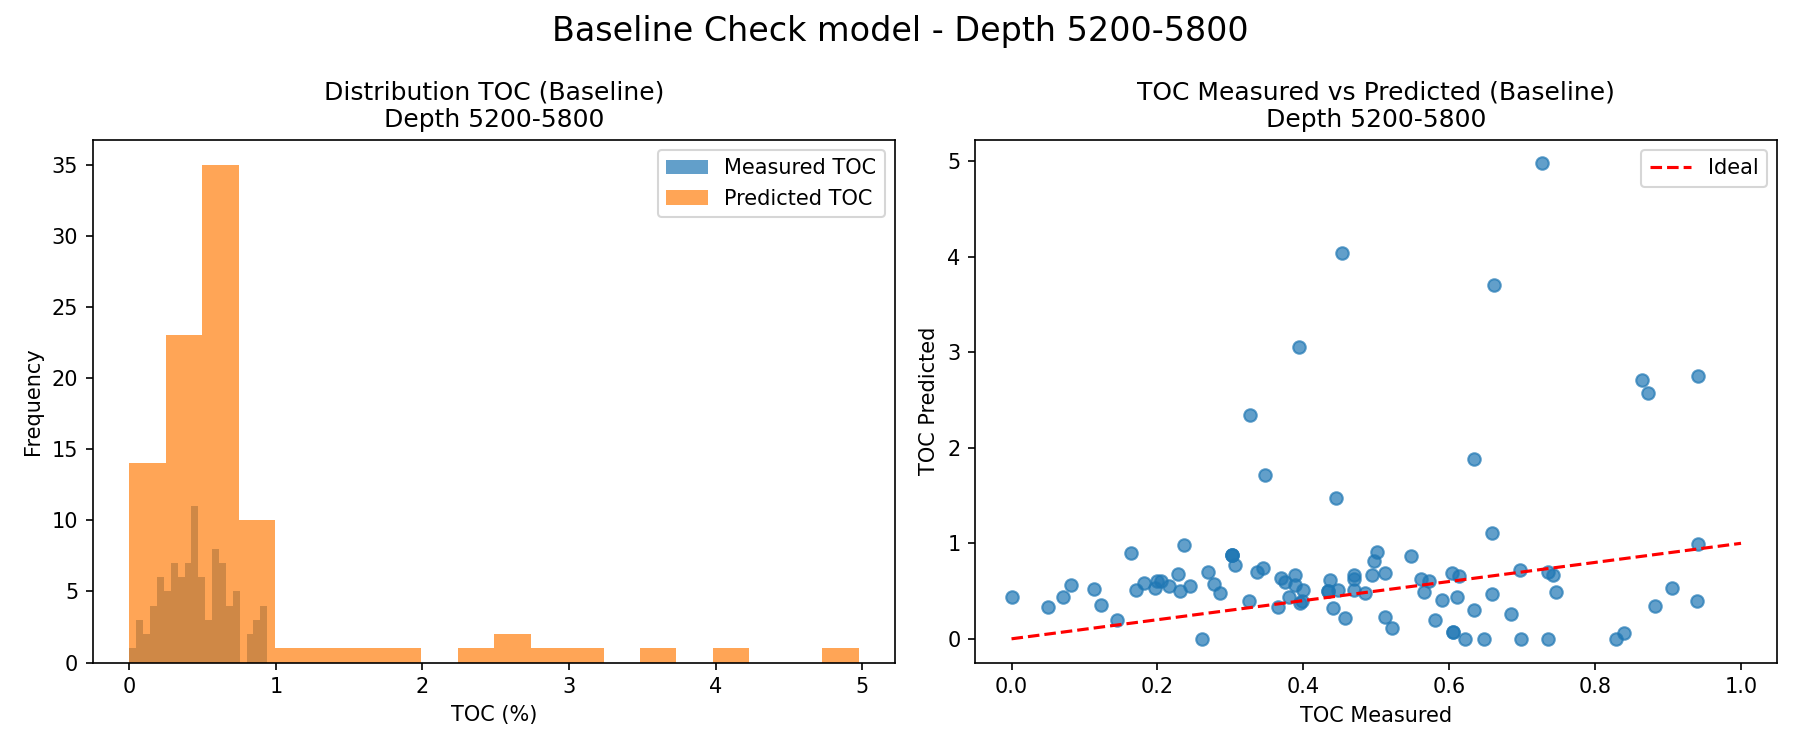 Baseline Check model - Depth 5200-5800
Distribution TOC (Baseline)
Depth 5200-5800
Measured TOC
Predicted TOC
Frequency
35
30
25
20
15
10
5
0
0 1 2 3 4 5
TOC (%)
TOC Measured vs Predicted (Baseline)
Depth 5200-5800
Ideal
TOC Predicted
5
4
3
2
1
0
0.0 0.2 0.4 0.6 0.8 1.0
TOC Measured